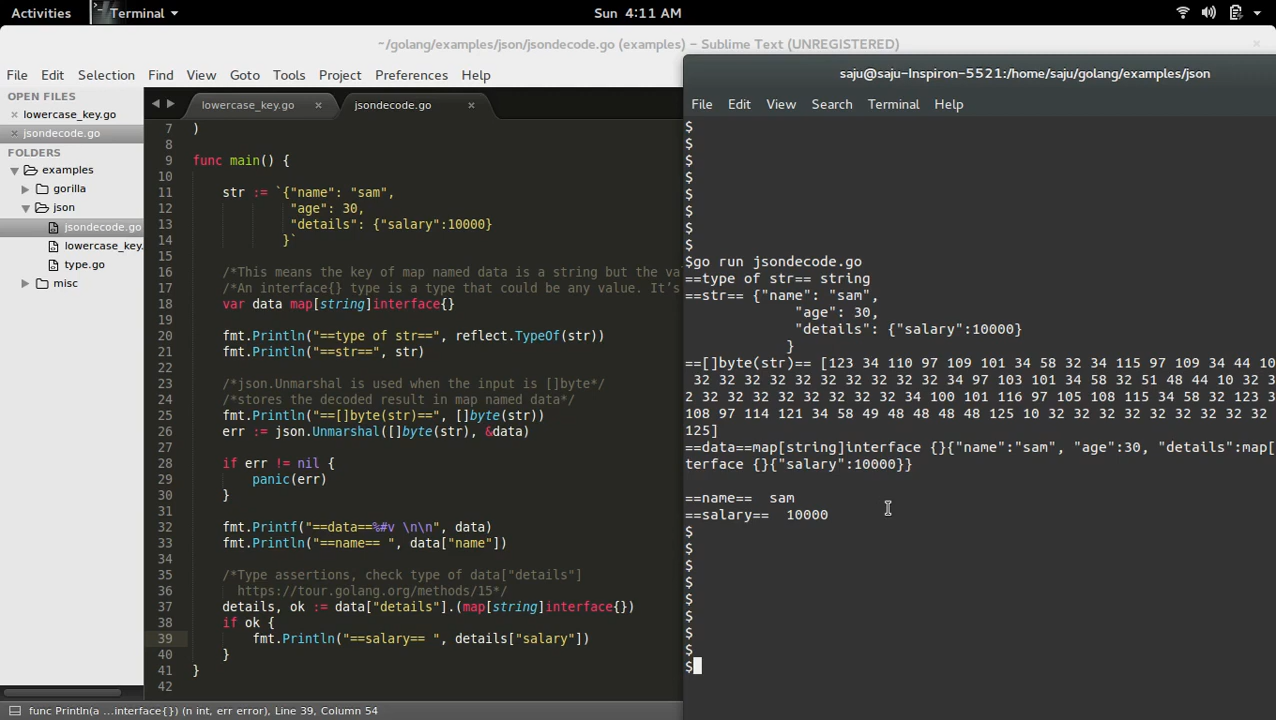 Activities
Terminal
Sun 4:11 AM
~/golang/examples/json/jsondecode.go (examples) - Sublime Text (UNREGISTERED)
File Edit Selection Find View Goto Tools Project Preferences Help
OPEN FILES
lowercase_key.go
jsondecode.go
FOLDERS
examples
gorilla
json
jsondecode.go
lowercase_key.
type.go
misc
lowercase_key.go
jsondecode.go
7 )
8
9 func main() {
10
11 str := `{"name": "sam",
12 "age": 30,
13 "details": {"salary":10000}
14 }`
15
16 /*This means the key of map named data is a string but the val
17 /*An interface{} type is a type that could be any value. It's
18 var data map[string]interface{}
19
20 fmt.Println("==type of str==", reflect.TypeOf(str))
21 fmt.Println("==str==", str)
22
23 /*json.Unmarshal is used when the input is []byte*/
24 /*stores the decoded result in map named data*/
25 fmt.Println("==[]byte(str)==", []byte(str))
26 err := json.Unmarshal([]byte(str), &data)
27
28 if err != nil {
29 panic(err)
30 }
31
32 fmt.Printf("==data==%#v \n\n", data)
33 fmt.Println("==name== ", data["name"])
34
35 /*Type assertions, check type of data["details"]
36 https://tour.golang.org/methods/15*/
37 details, ok := data["details"].(map[string]interface{})
38 if ok {
39 fmt.Println("==salary== ", details["salary"])
40 }
41 }
42
func Println(a ...interface{}) (n int, err error), Line 39, Column 54
saju@saju-Inspiron-5521:/home/saju/golang/examples/json
File Edit View Search Terminal Help
$
$
$
$
$
$
$
$
$go run jsondecode.go
==type of str== string
==str== {"name": "sam",
"age": 30,
"details": {"salary":10000}
}
==[]byte(str)== [123 34 110 97 109 101 34 58 32 34 115 97 109 34 44 10
32 32 32 32 32 32 32 32 32 32 34 97 103 101 34 58 32 51 48 44 10 32 3
2 32 32 32 32 32 32 32 32 32 34 100 101 116 97 105 108 115 34 58 32 123 3
108 97 114 121 34 58 49 48 48 48 48 125 10 32 32 32 32 32 32 32 32 32
125]
==data==map[string]interface {}{"name":"sam", "age":30, "details":map[
terface {}{"salary":10000}}
==name== sam
==salary== 10000
$
$
$
$
$
$
$
$
$